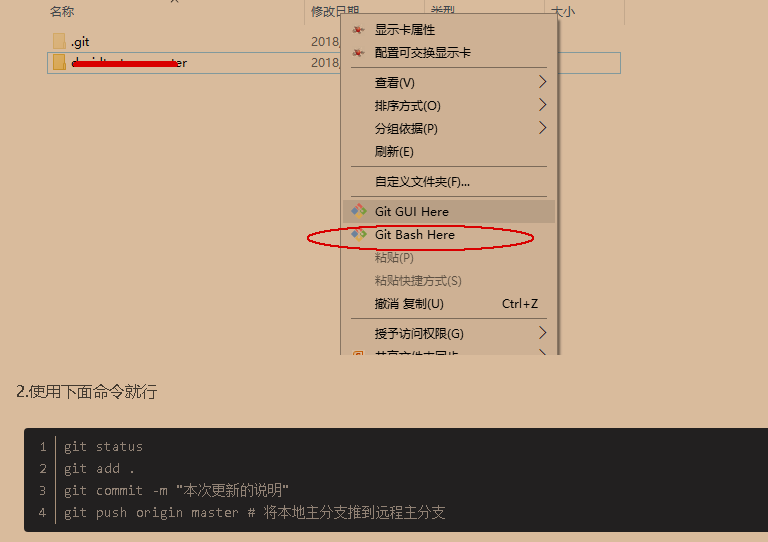 名称 修改日期 类型 大小
.git 2018
2018
显示卡属性
配置可交换显示卡
查看(V)
排序方式(O)
分组依据(P)
刷新(E)
自定义文件夹(F)...
Git GUI Here
Git Bash Here
粘贴(P)
粘贴快捷方式(S)
撤消 复制(U) Ctrl+Z
授予访问权限(G)
2.使用下面命令就行
1 git status
2 git add .
3 git commit -m "本次更新的说明"
4 git push origin master # 将本地主分支推到远程主分支